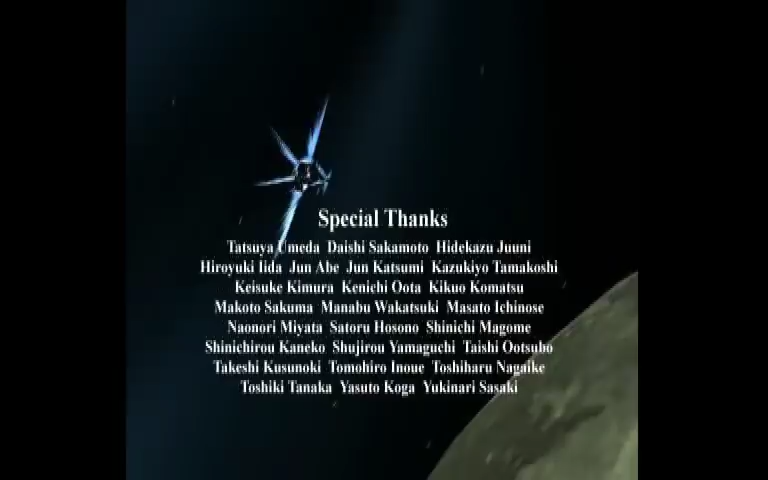 Special Thanks
Tatsuya Umeda Daishi Sakamoto Hidekazu Juuni
Hiroyuki Iida Jun Abe Jun Katsumi Kazukiyo Tamakoshi
Keisuke Kimura Kenichi Oota Kikuo Komatsu
Makoto Sakuma Manabu Wakatsuki Masato Ichinose
Naonori Miyata Satoru Hosono Shinichi Magome
Shinichirou Kaneko Shujirou Yamaguchi Taishi Ootsubo
Takeshi Kusunoki Tomohiro Inoue Toshiharu Nagaike
Toshiki Tanaka Yasuto Koga Yukinari Sasaki